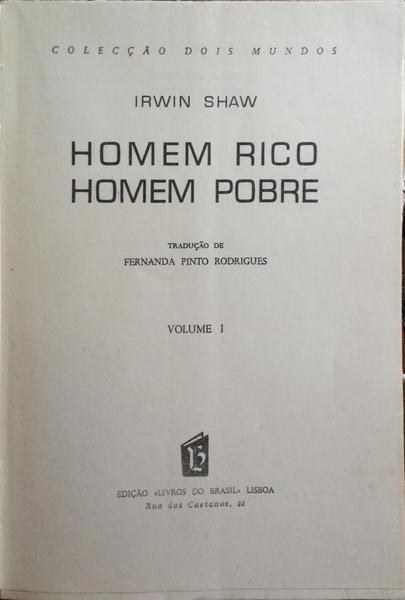 COLECÇÃO DOIS MUNDOS
IRWIN SHAW
HOMEM RICO
HOMEM POBRE
TRADUÇÃO DE
FERNANDA PINTO RODRIGUES
VOLUME I
EDIÇÃO «LIVROS DO BRASIL» LISBOA
Rua dos Caetanos, 22